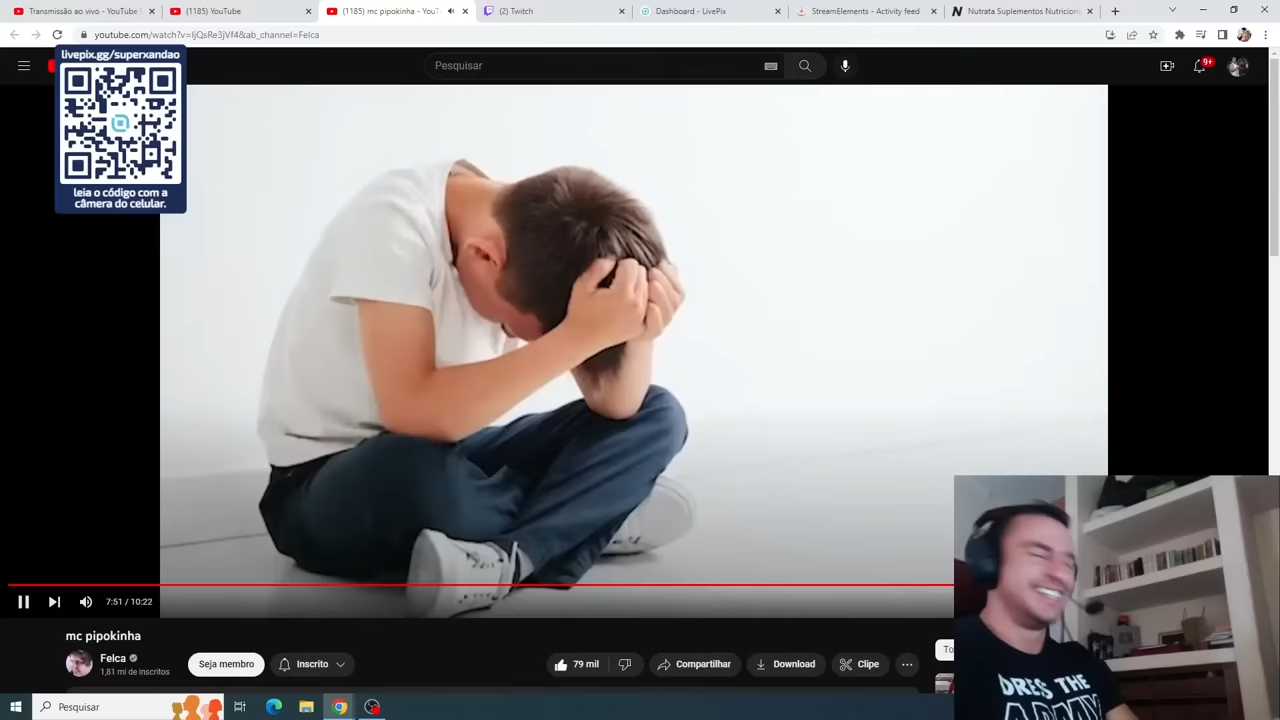 Transmissão ao vivo - YouTube
(1185) YouTube
(1185) mc pipokinha - YouT
(2) Twitch
Dashboard - LivePix
StreamElements - Activity feed
Nutrata Suplementos Nutricion
youtube.com/watch?v=IjQsRe3jVf4&ab_channel=Felca
livepix.gg/superxandao
leia o código com a
câmera do celular.
Pesquisar
9+
7:51 / 10:22
mc pipokinha
Felca
1,81 mi de inscritos
Seja membro
Inscrito
79 mil
Compartilhar
Download
Clipe
To
DRESS THE
ARMY
Pesquisar